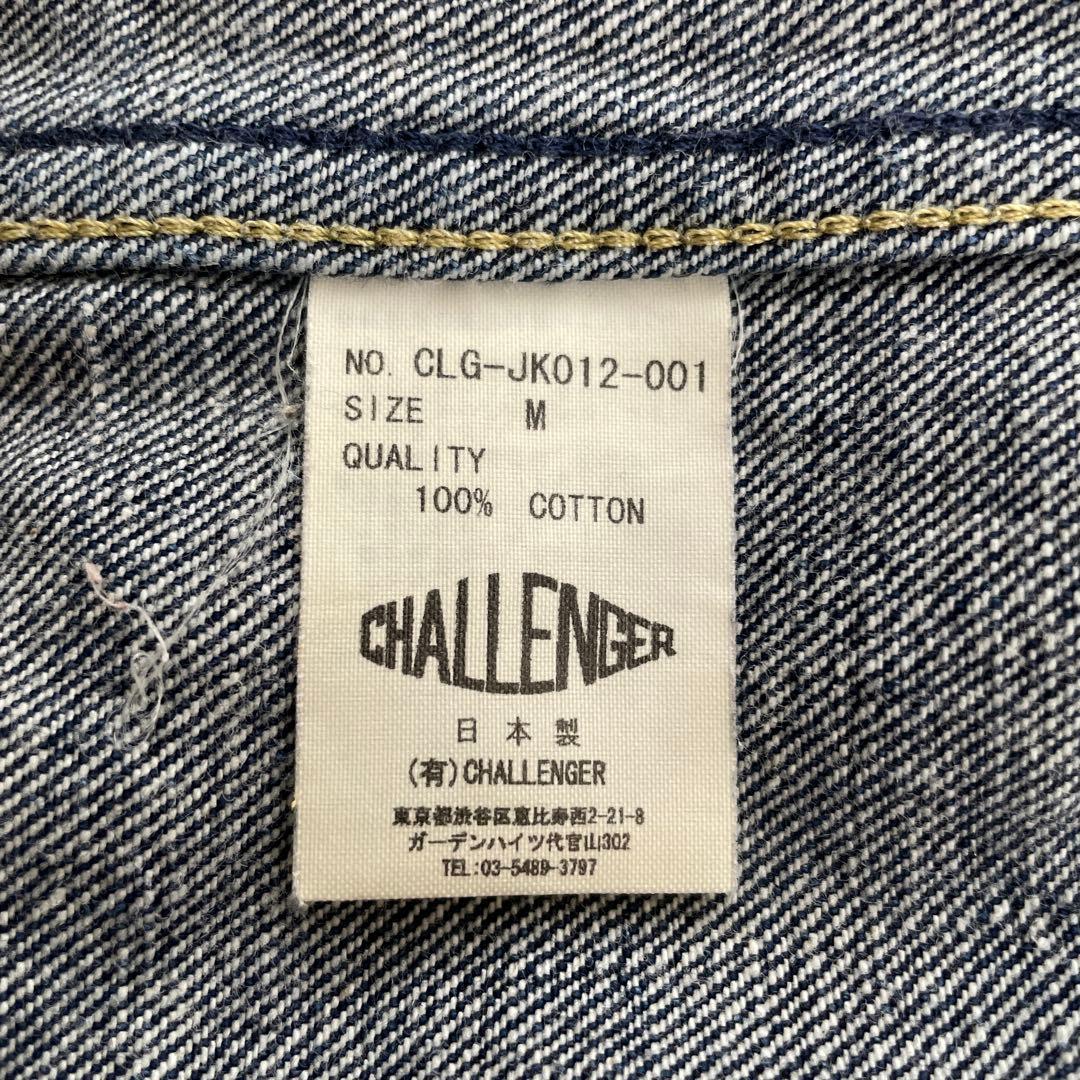 NO. CLG-JK012-001
SIZE M
QUALITY
100% COTTON
CHALLENGER
日本製
(有)CHALLENGER
東京都渋谷区恵比寿西2-21-8
ガーデンハイツ代官山302
TEL:03-5489-3797